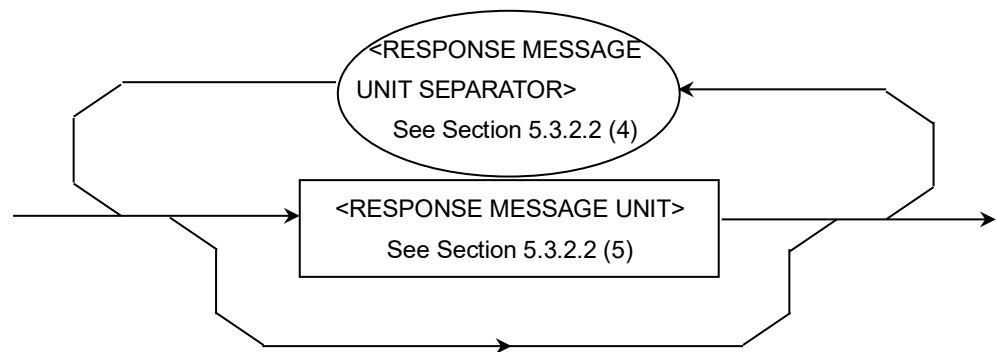 <RESPONSE MESSAGE
UNIT SEPARATOR>
See Section 5.3.2.2 (4)
<RESPONSE MESSAGE UNIT>
See Section 5.3.2.2 (5)